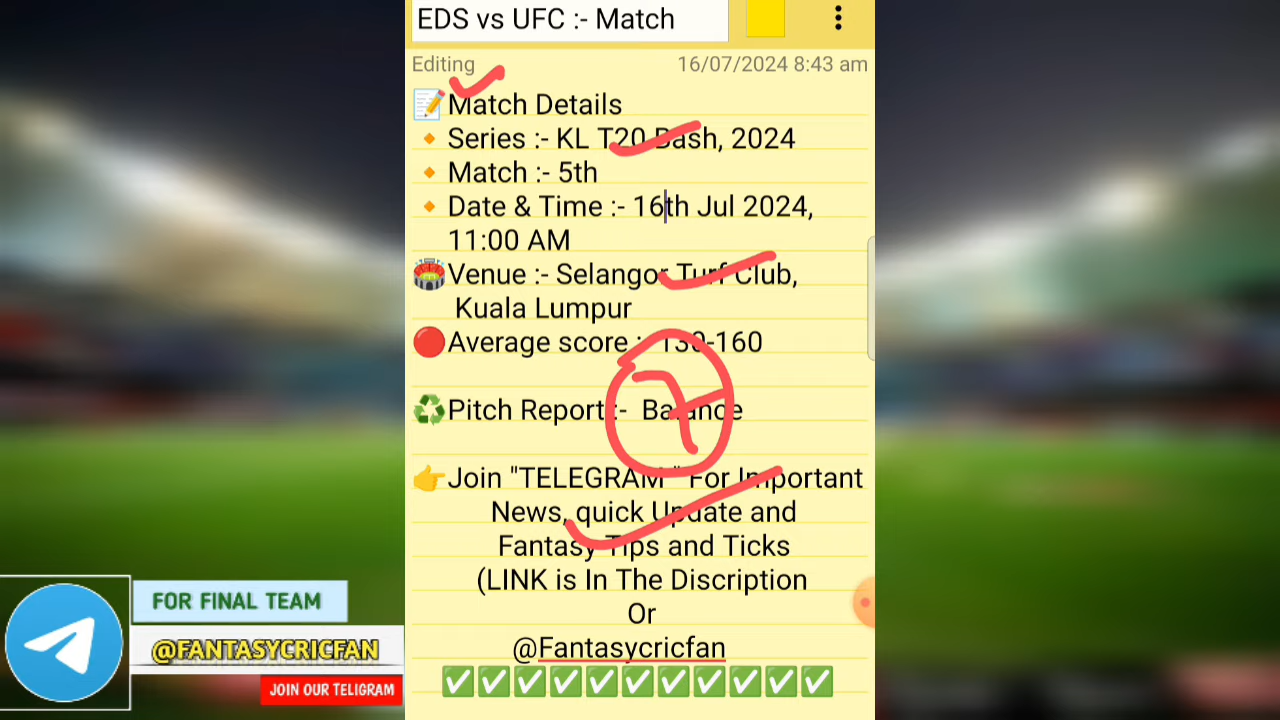 EDS vs UFC :- Match
Editing
16/07/2024 8:43 am
Match Details
Series :- KL T20 Bash, 2024
Match :- 5th
Date & Time :- 16th Jul 2024,
11:00 AM
Venue :- Selangor Turf Club,
Kuala Lumpur
Average score :- 130-160
Pitch Report :- Balance
Join "TELEGRAM " For Important
News, quick Update and
Fantasy Tips and Ticks
(LINK is In The Discription
Or
@Fantasycricfan
FOR FINAL TEAM
@FANTASYCRICFAN
JOIN OUR TELIGRAM